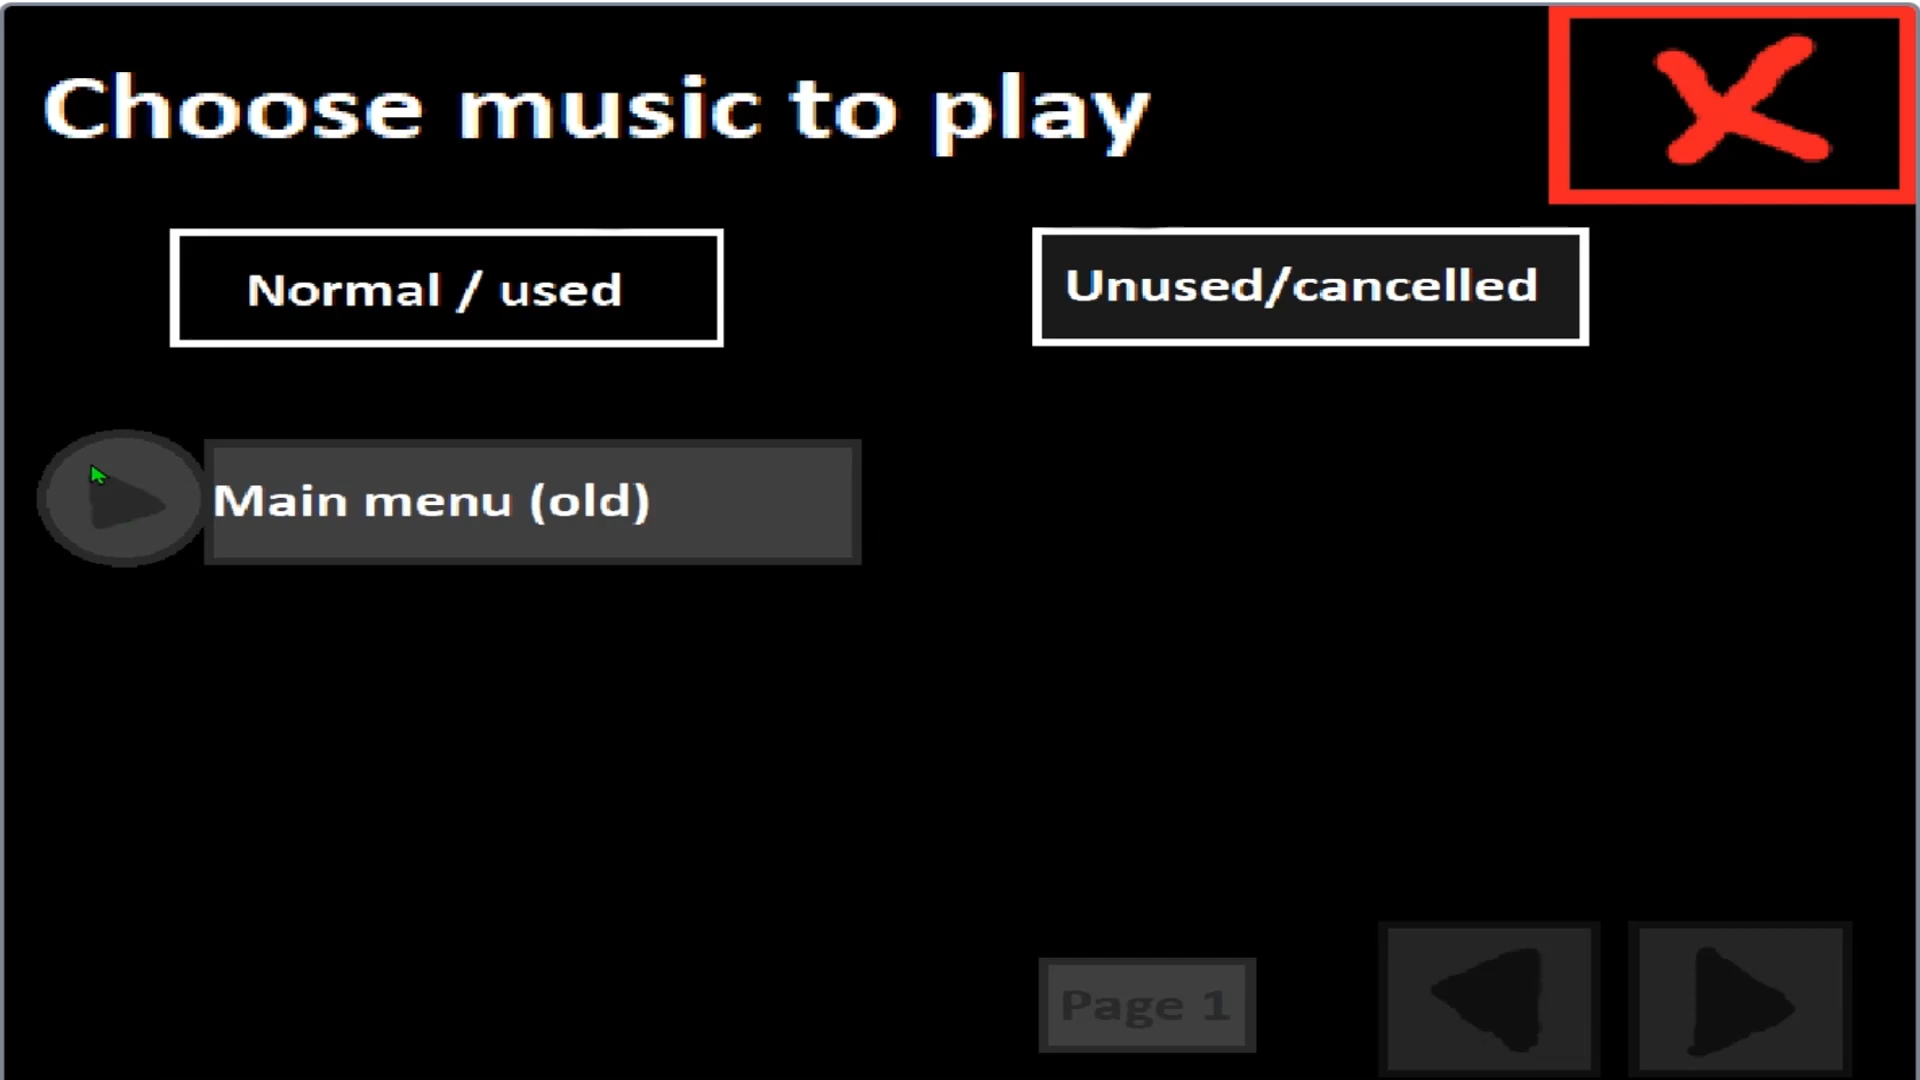 Choose music to play
Normal / used
Unused/cancelled
Main menu (old)
Page 1